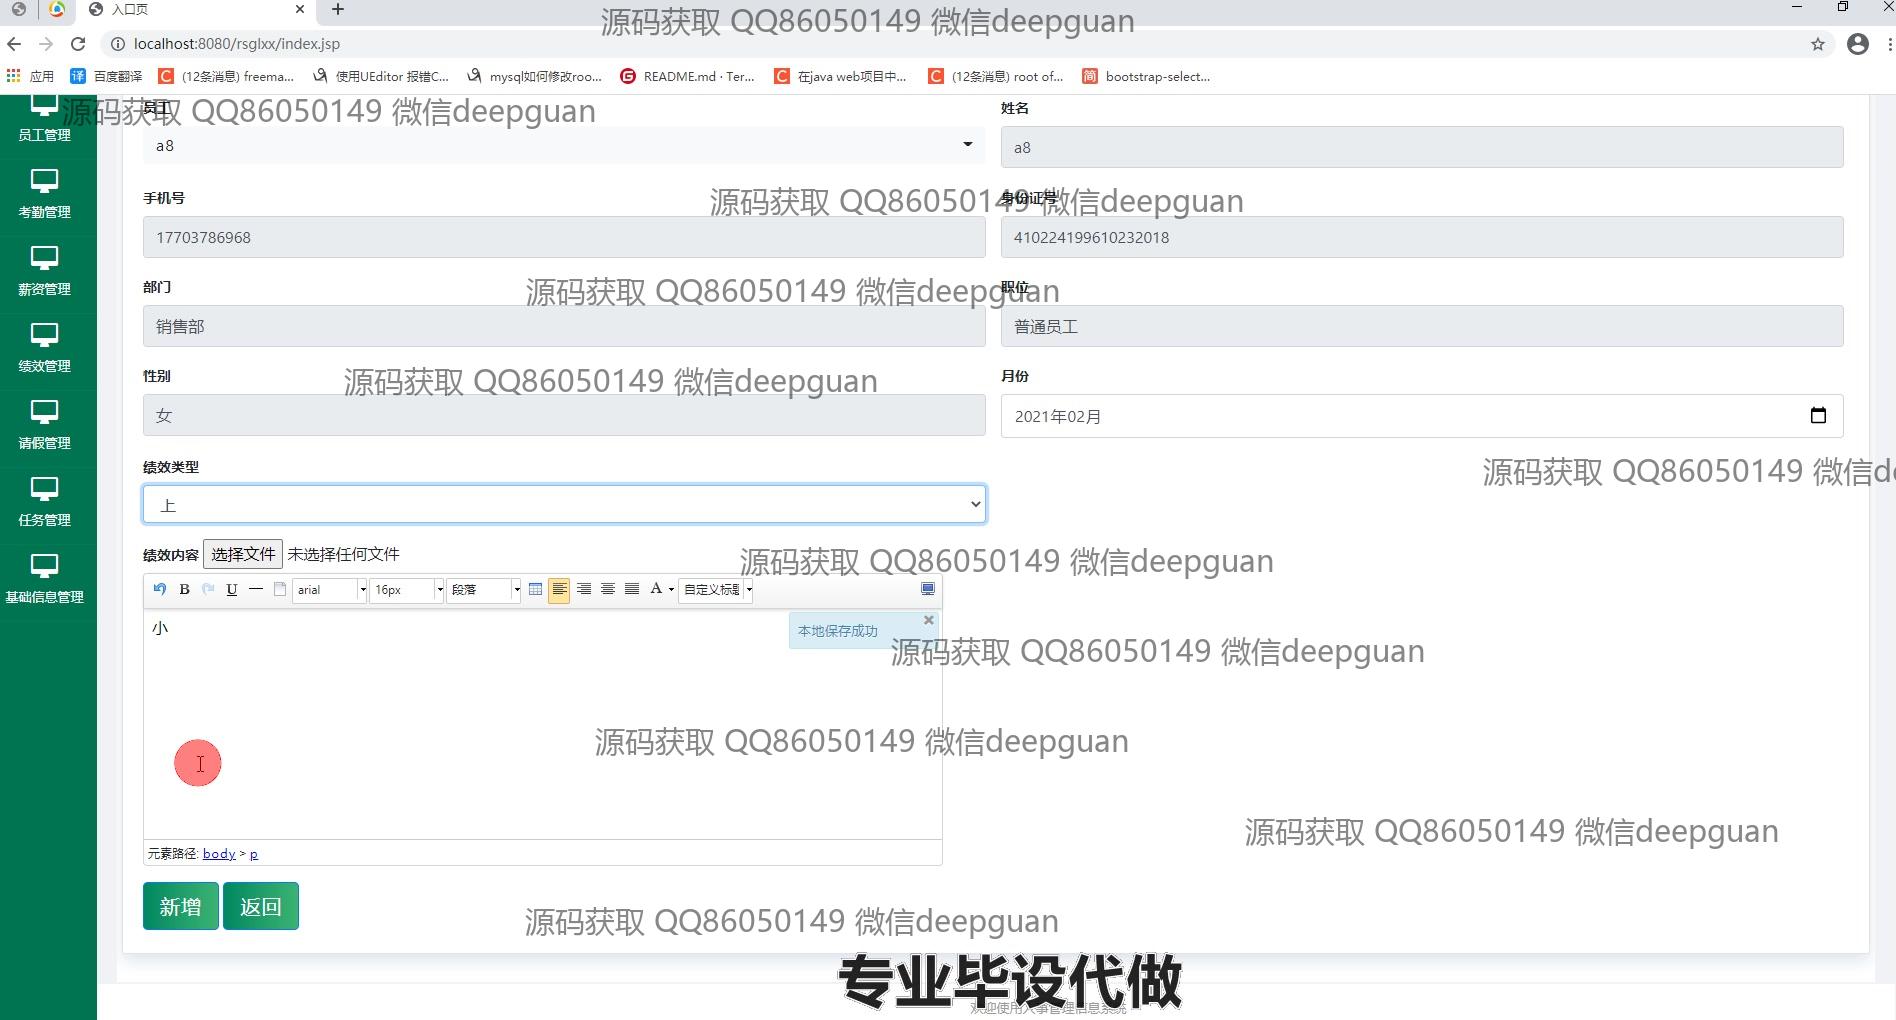 入口页
源码获取 QQ86050149 微信deepguan
localhost:8080/rsglxx/index.jsp
应用
百度翻译
(12条消息) freema...
使用UEditor 报错C...
mysql如何修改roo...
README.md · Ter...
在java web项目中...
(12条消息) root of...
bootstrap-select...
源码获取 QQ86050149 微信deepguan
员工
姓名
员工管理
a8
a8
手机号
源码获取 QQ86050149 微信deepguan
身份证号
考勤管理
17703786968
410224199610232018
部门
源码获取 QQ86050149 微信deepguan
职位
薪资管理
销售部
普通员工
绩效管理
性别
源码获取 QQ86050149 微信deepguan
月份
女
2021年02月
请假管理
绩效类型
源码获取 QQ86050149 微信de
上
任务管理
绩效内容 选择文件 未选择任何文件
源码获取 QQ86050149 微信deepguan
B U arial 16px 段落 A 自定义标题
基础信息管理
小
本地保存成功
源码获取 QQ86050149 微信deepguan
源码获取 QQ86050149 微信deepguan
源码获取 QQ86050149 微信deepguan
元素路径: body > p
新增 返回
源码获取 QQ86050149 微信deepguan
专业毕设代做
欢迎使用人事管理信息系统